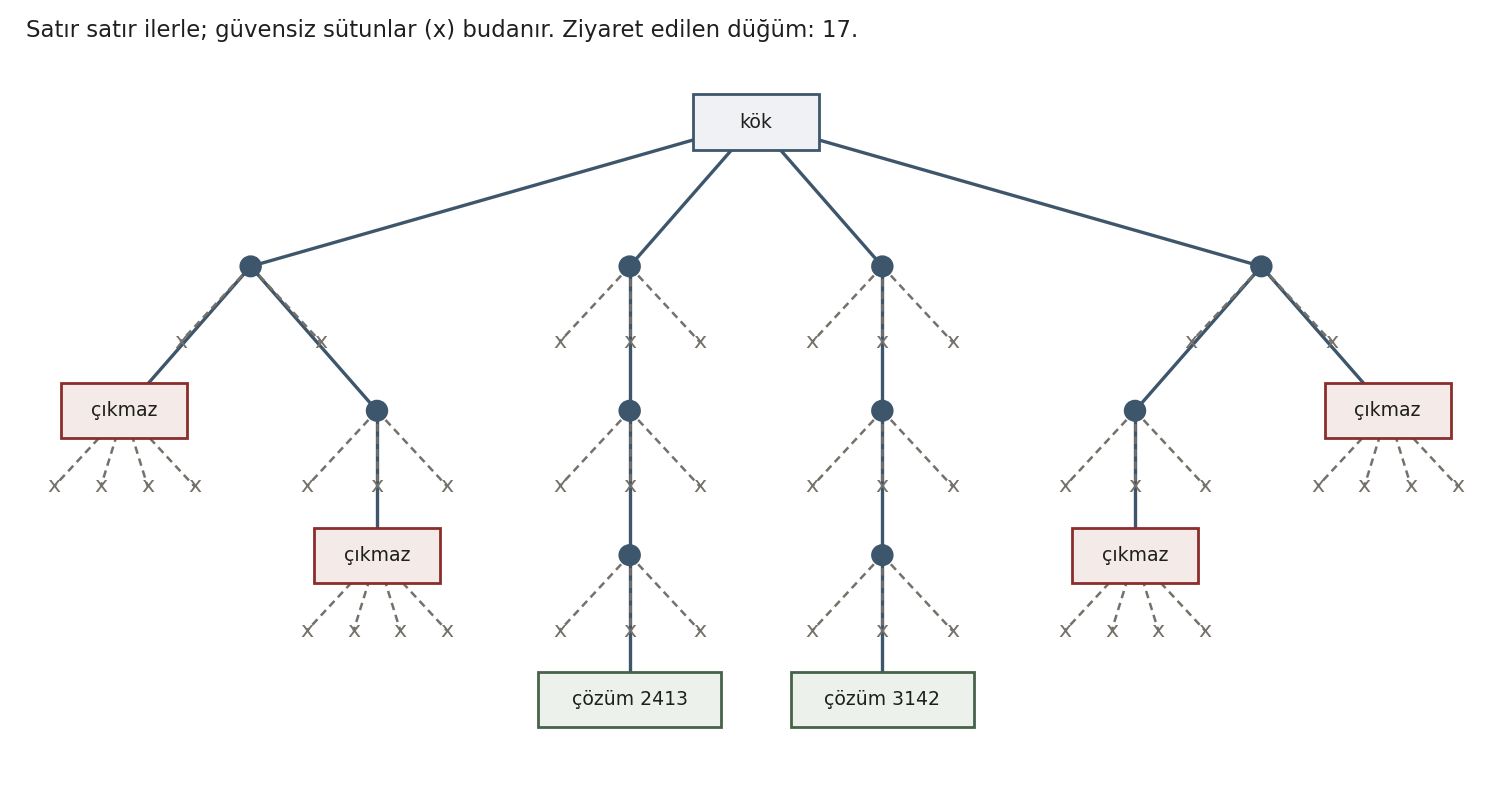 Satır satır ilerle; güvensiz sütunlar (x) budanır. Ziyaret edilen düğüm: 17.
kök
x x x x x x x x x x
çıkmaz çıkmaz
x x x x x x x x x x x x x x x x x x x x
çıkmaz çıkmaz
x x x x x x x x x x x x x x
çözüm 2413 çözüm 3142